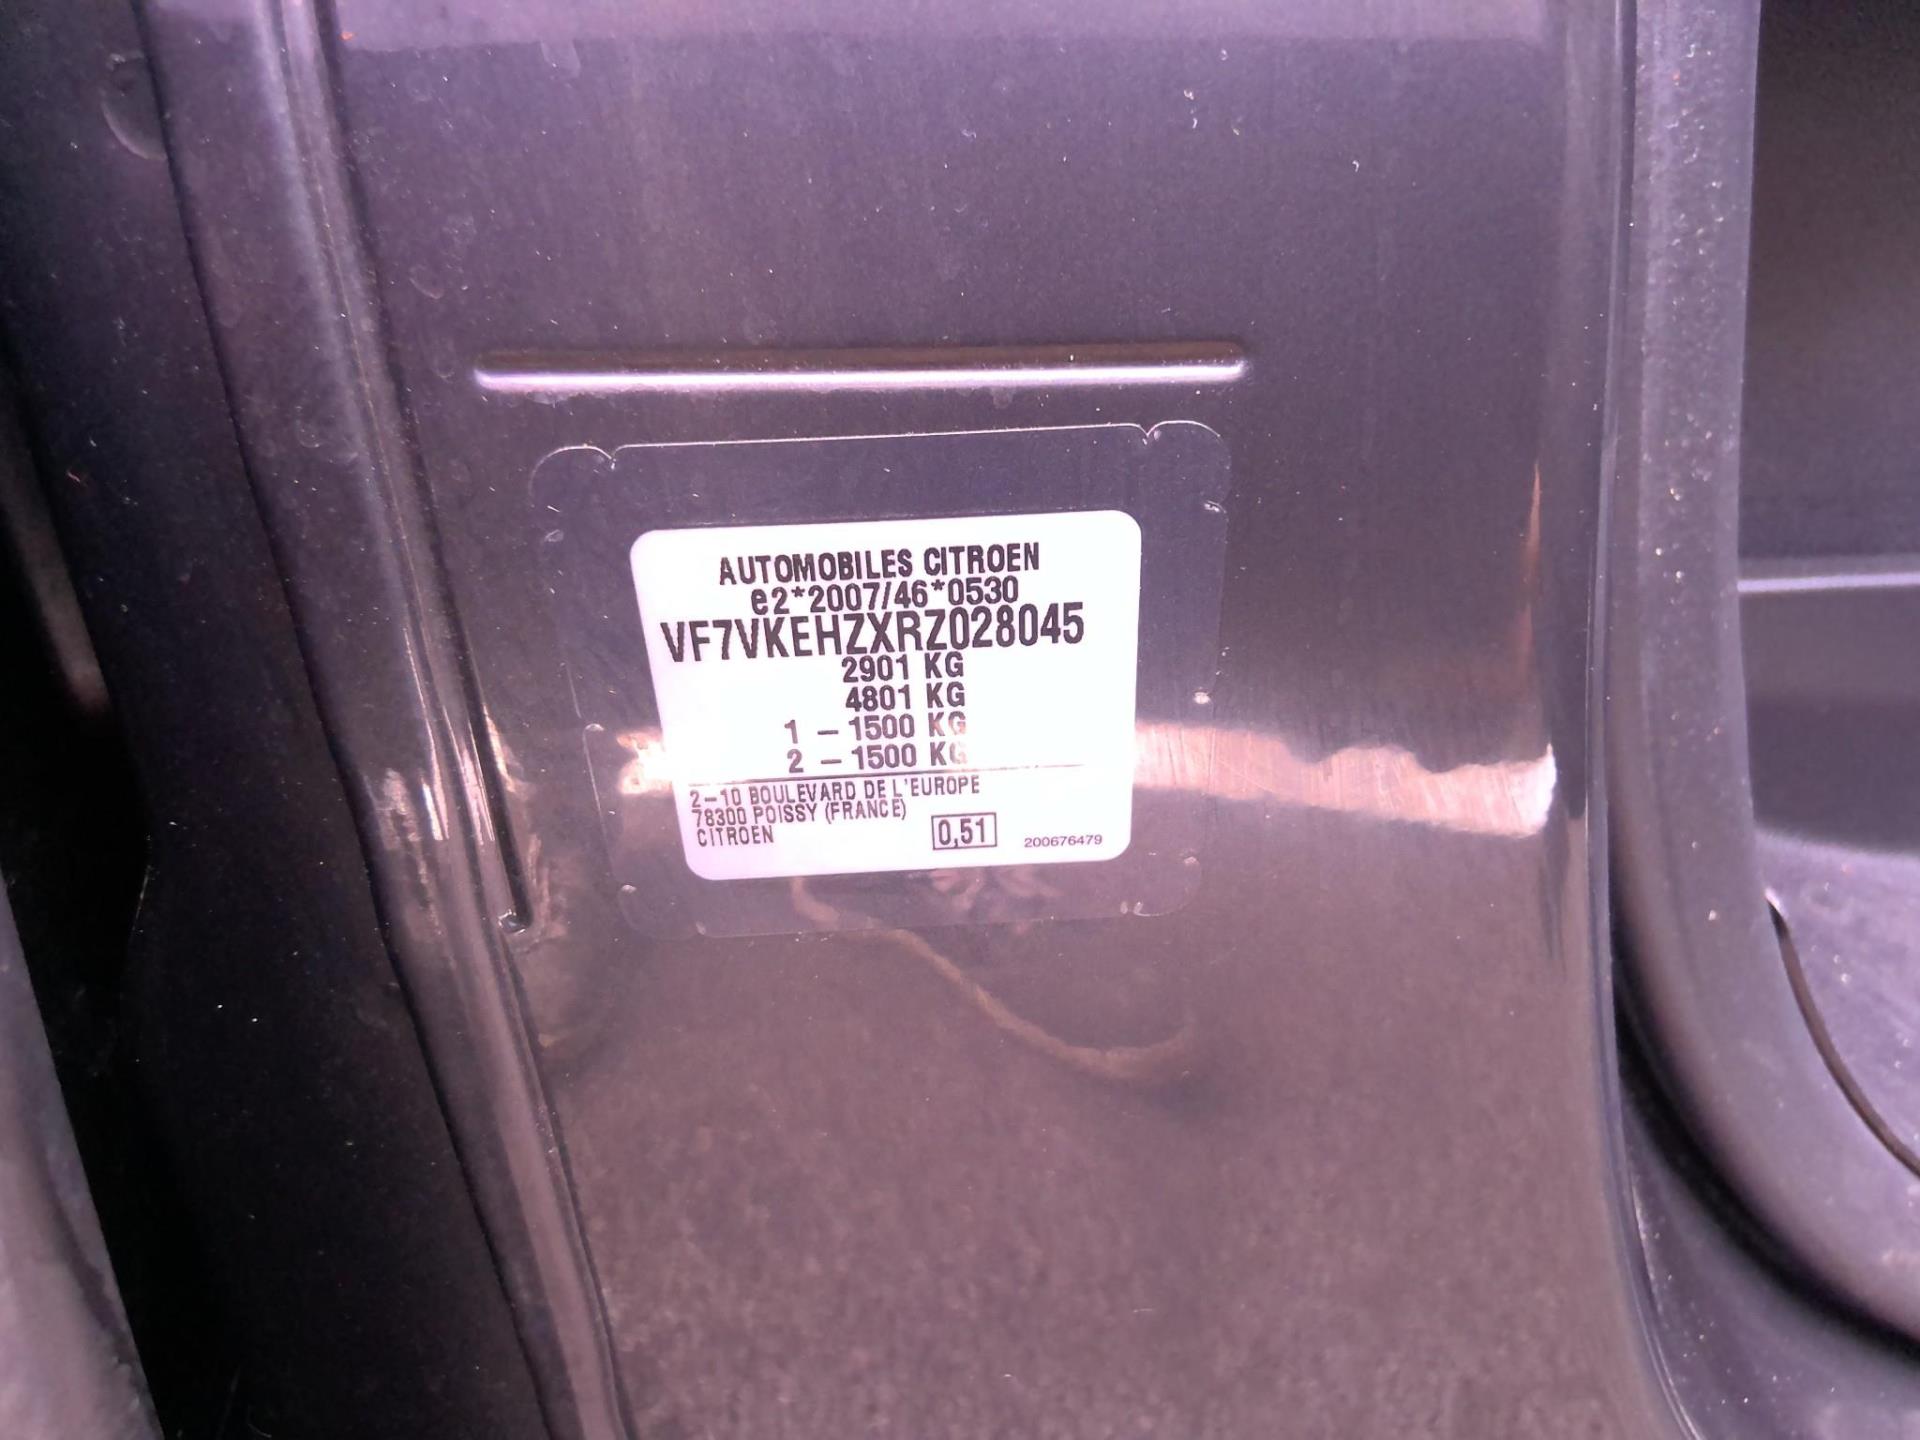 AUTOMOBILES CITROEN
e2*2007/46*0530
VF7VKEHZXRZ028045
2901 KG
4801 KG
1 – 1500 KG
2 – 1500 KG
2–10 BOULEVARD DE L'EUROPE
78300 POISSY (FRANCE)
CITROEN
0,51
200676479